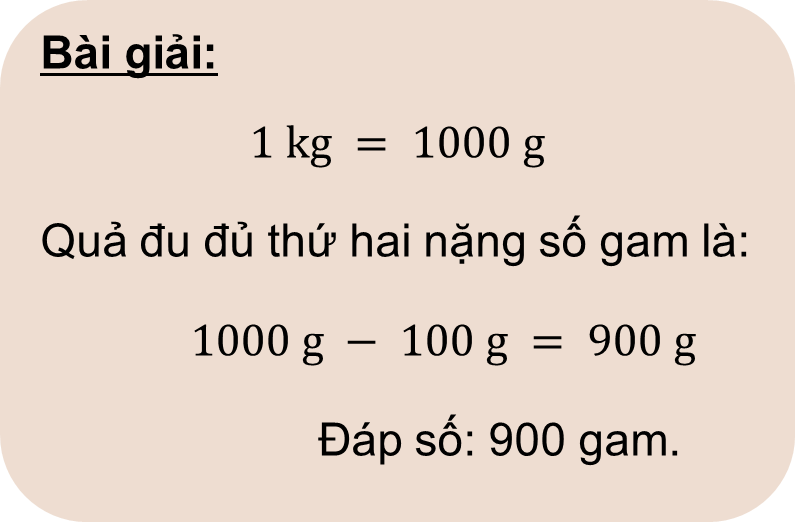 Bài giải:
1 kg = 1000 g
Quả đu đủ thứ hai nặng số gam là:
1000 g − 100 g = 900 g
Đáp số: 900 gam.